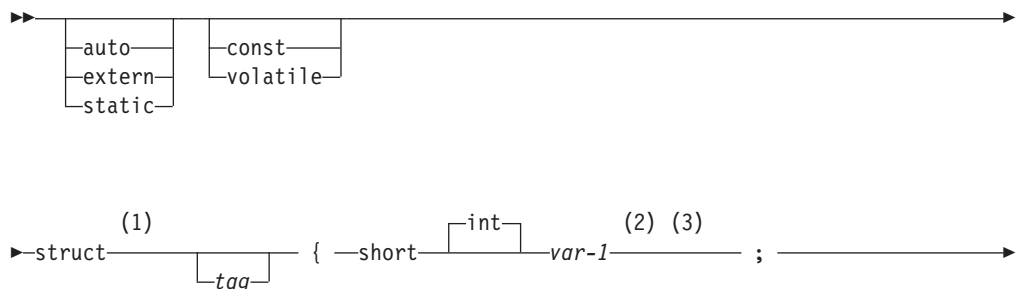 auto const
extern volatile
static
(1) int (2) (3)
struct { short var-1 ;
tag